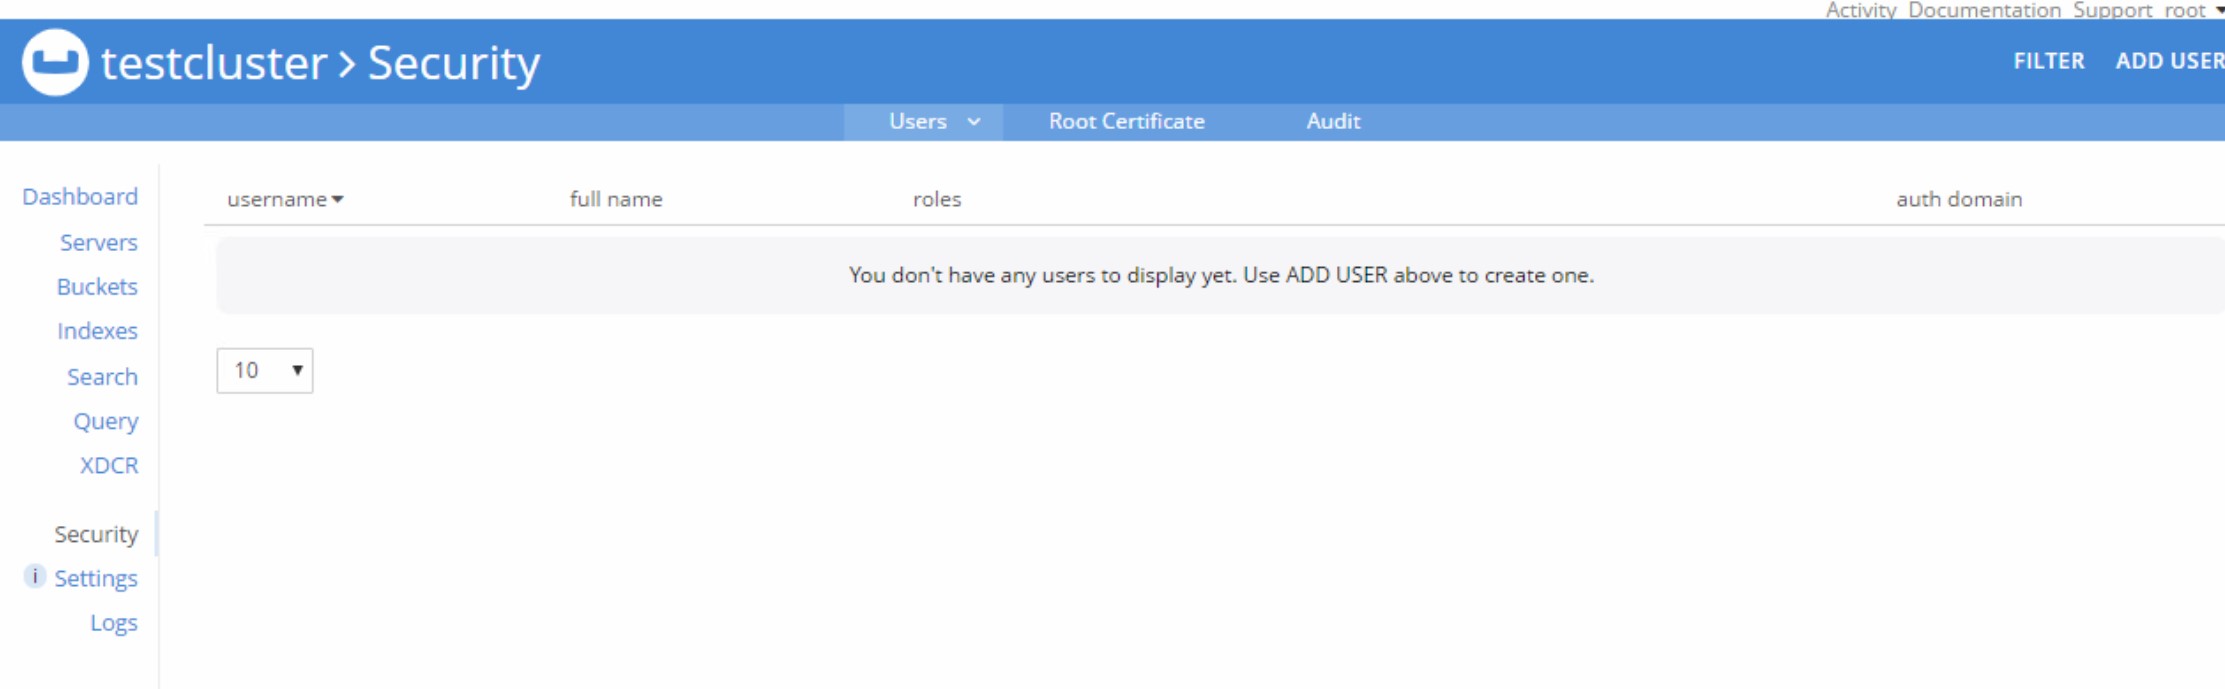 Activity Documentation Support root
testcluster > Security
FILTER ADD USER
Users Root Certificate Audit
Dashboard
Servers
Buckets
Indexes
Search
Query
XDCR
Security
i Settings
Logs
username full name roles auth domain
You don't have any users to display yet. Use ADD USER above to create one.
10